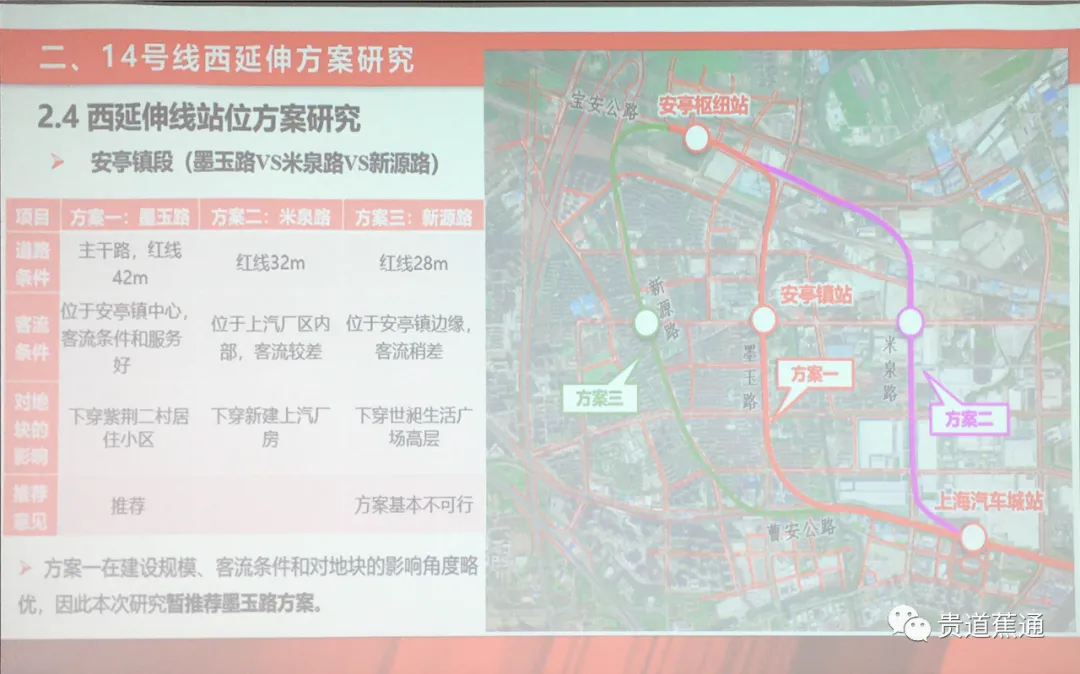 二、14号线西延伸方案研究
2.4 西延伸线站位方案研究
安亭镇段（墨玉路VS米泉路VS新源路）
项目 方案一：墨玉路 方案二：米泉路 方案三：新源路
道路
条件
主干路，红线
42m
红线32m
红线28m
客流
条件
位于安亭镇中心，
客流条件和服务
好
位于上汽厂区内
部，客流较差
位于安亭镇边缘，
客流稍差
对地
块的
影响
下穿紫荆二村居
住小区
下穿新建上汽厂
房
下穿世昶生活广
场高层
推荐
意见
推荐
方案基本不可行
方案一在建设规模、客流条件和对地块的影响角度略
优，因此本次研究暂推荐墨玉路方案。
宝安公路
安亭枢纽站
新源路
安亭镇站
墨玉路
米泉路
方案一
方案三
方案二
上海汽车城站
曹安公路
贵道蕉通